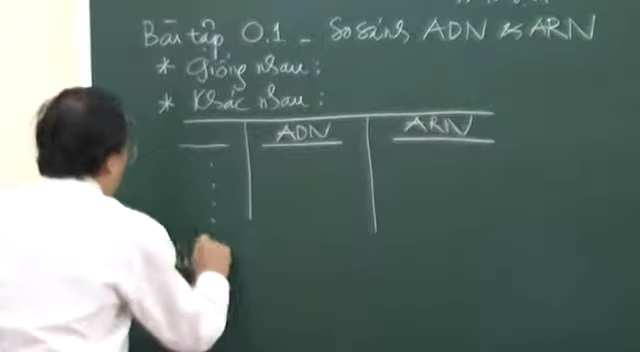 Bài tập 0.1 - So sánh ADN & ARN
* Giống nhau:
* Khác nhau:
ADN ARN